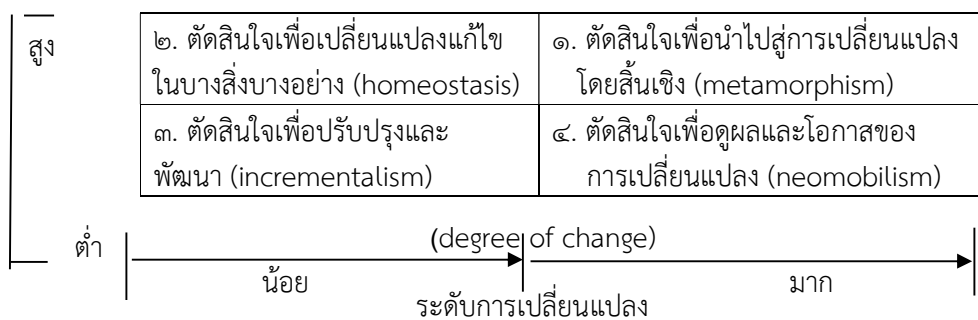 สูง
๒. ตัดสินใจเพื่อเปลี่ยนแปลงแก้ไข
ในบางสิ่งบางอย่าง (homeostasis)
๑. ตัดสินใจเพื่อนำไปสู่การเปลี่ยนแปลง
โดยสิ้นเชิง (metamorphism)
๓. ตัดสินใจเพื่อปรับปรุงและ
พัฒนา (incrementalism)
๔. ตัดสินใจเพื่อดูผลและโอกาสของ
การเปลี่ยนแปลง (neomobilism)
ต่ำ
(degree of change)
น้อย
มาก
ระดับการเปลี่ยนแปลง